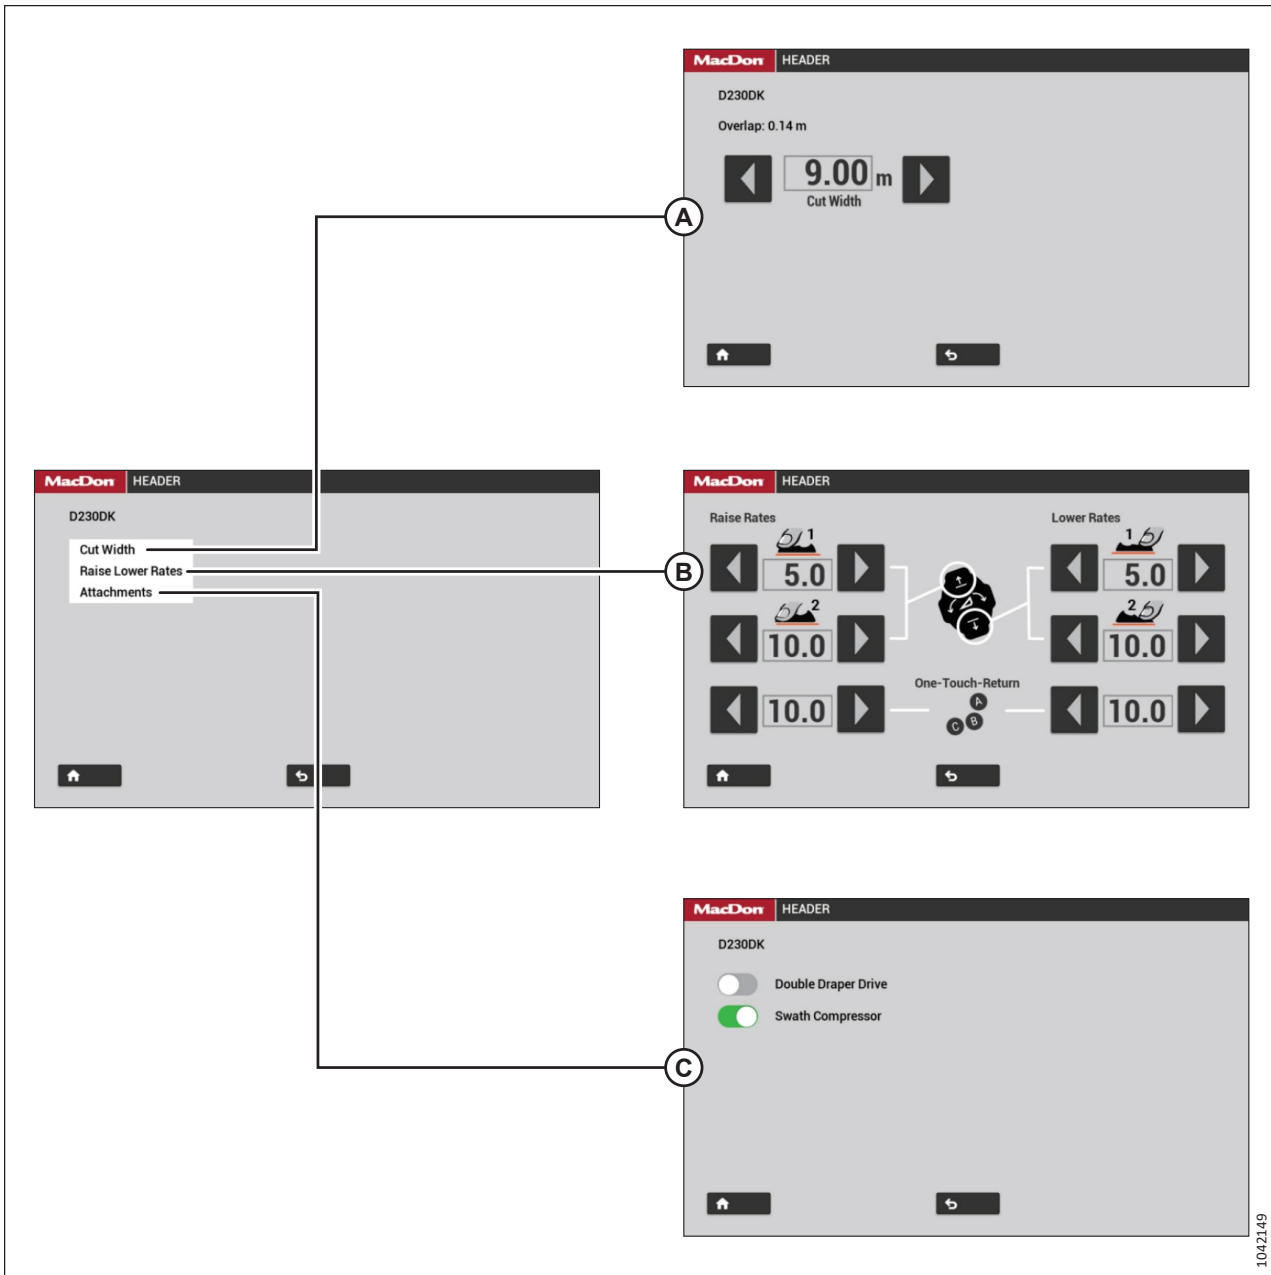 MacDon HEADER
D230DK
Overlap: 0.14 m
9.00 m
Cut Width
A
MacDon HEADER
D230DK
Cut Width
Raise Lower Rates
Attachments
B
MacDon HEADER
Raise Rates
Lower Rates
1
1
5.0
5.0
2
2
10.0
10.0
One-Touch-Return
A
C B
10.0
10.0
C
MacDon HEADER
D230DK
Double Draper Drive
Swath Compressor
1042149